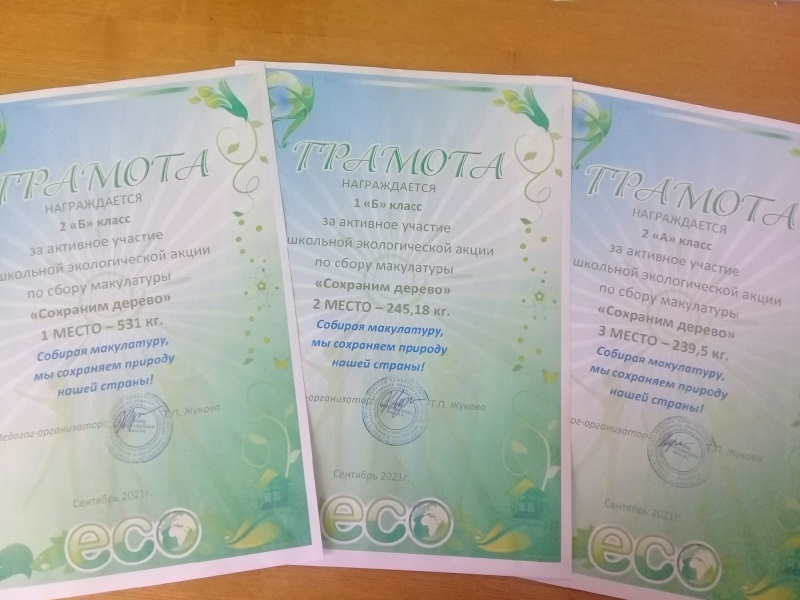 ГРАМОТА
НАГРАЖДАЕТСЯ
2 «Б» класс
за активное участие
школьной экологической акции
по сбору макулатуры
«Сохраним дерево»
1 МЕСТО – 531 кг.
Собирая макулатуру,
мы сохраняем природу
нашей страны!
Педагог-организатор: Т.П. Жукова
Сентябрь 2021г.
eco
ГРАМОТА
НАГРАЖДАЕТСЯ
1 «Б» класс
за активное участие
школьной экологической акции
по сбору макулатуры
«Сохраним дерево»
2 МЕСТО – 245,18 кг.
Собирая макулатуру,
мы сохраняем природу
нашей страны!
-организатор: Т.П. Жукова
Сентябрь 2021г.
eco
ГРАМОТА
НАГРАЖДАЕТСЯ
2 «А» класс
за активное участие
школьной экологической акции
по сбору макулатуры
«Сохраним дерево»
3 МЕСТО – 239,5 кг.
Собирая макулатуру,
мы сохраняем природу
нашей страны!
ог-организатор: Т.П. Жукова
Сентябрь 2021г
eco